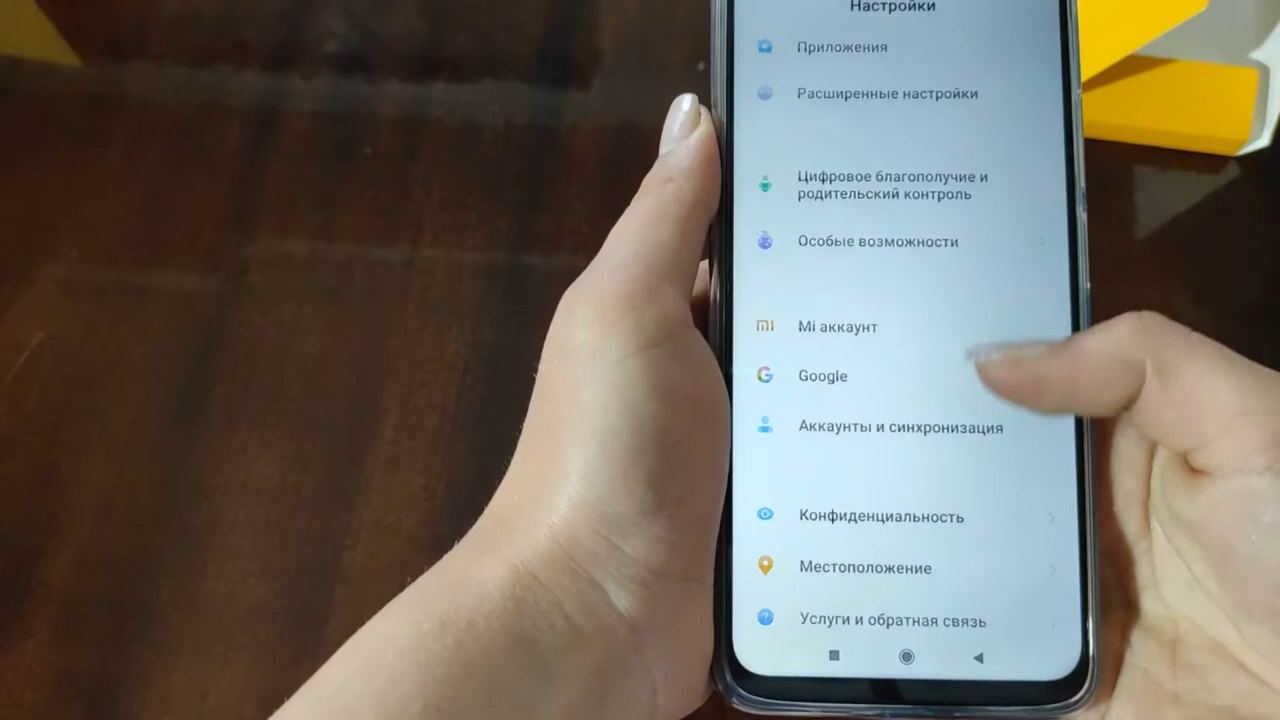 Настройки
Приложения
Расширенные настройки
Цифровое благополучие и
родительский контроль
Особые возможности
Mi аккаунт
Google
Аккаунты и синхронизация
Конфиденциальность
Местоположение
Услуги и обратная связь